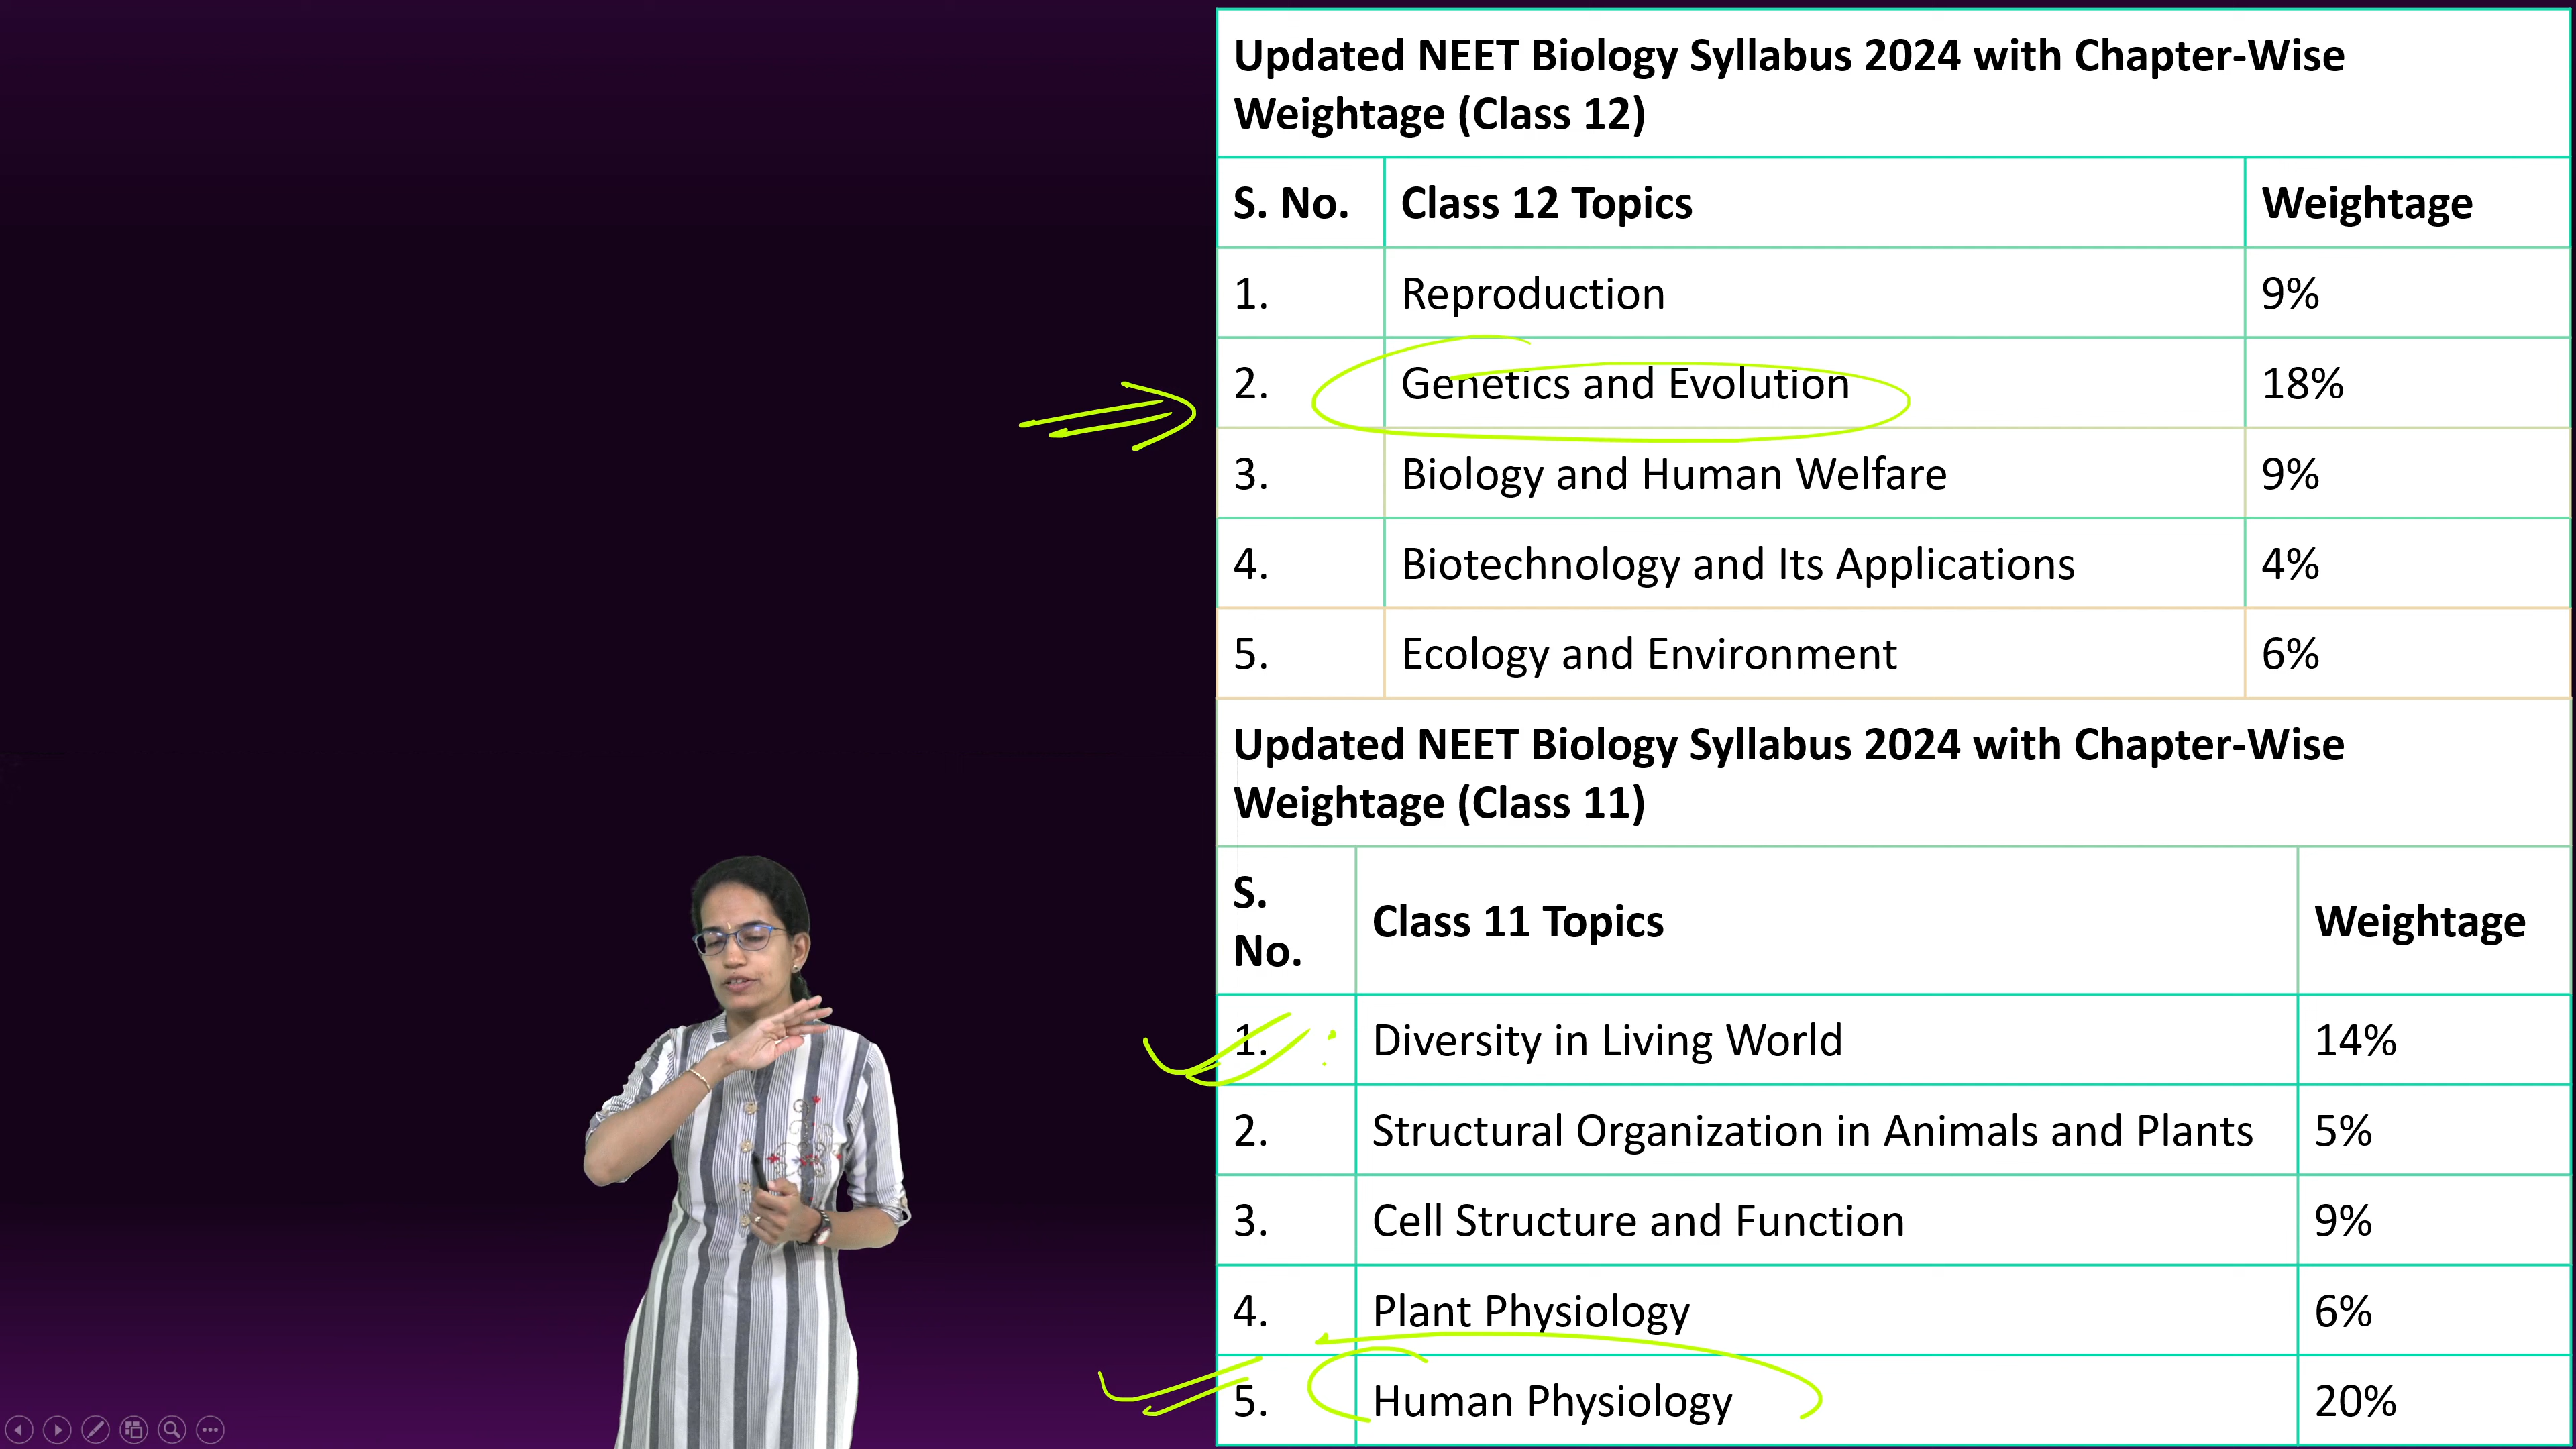 Updated NEET Biology Syllabus 2024 with Chapter-Wise
Weightage (Class 12)
S. No. Class 12 Topics Weightage
1. Reproduction 9%
2. Genetics and Evolution 18%
3. Biology and Human Welfare 9%
4. Biotechnology and Its Applications 4%
5. Ecology and Environment 6%
Updated NEET Biology Syllabus 2024 with Chapter-Wise
Weightage (Class 11)
S.
No. Class 11 Topics Weightage
1. Diversity in Living World 14%
2. Structural Organization in Animals and Plants 5%
3. Cell Structure and Function 9%
4. Plant Physiology 6%
5. Human Physiology 20%